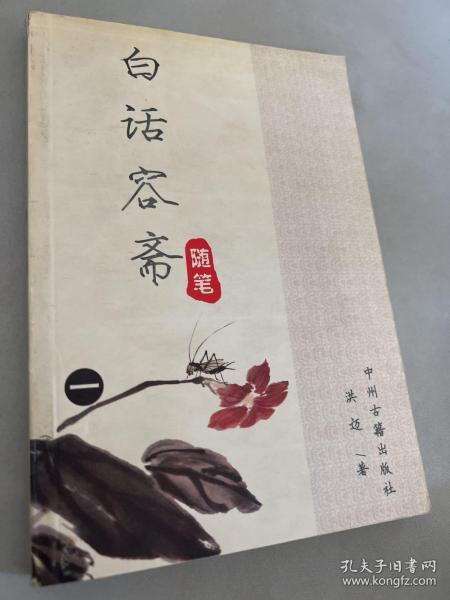 白话容斋
随笔
一
中州古籍出版社
洪迈/著
孔夫子旧书网
www.kongfz.com